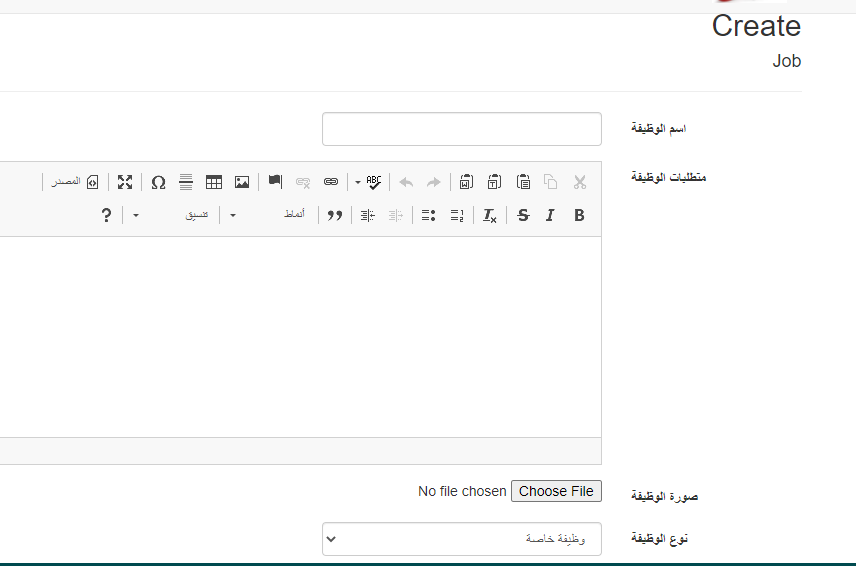 Create
Job
اسم الوظيفة
متطلبات الوظيفة
المصدر
أنماط
تنسيق
صورة الوظيفة
Choose File No file chosen
نوع الوظيفة
وظيفة خاصة